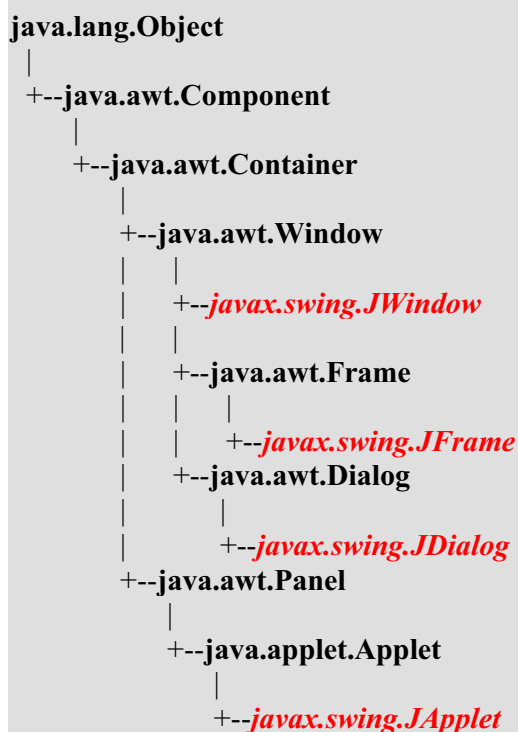 java.lang.Object
|
+--java.awt.Component
|
+--java.awt.Container
|
+--java.awt.Window
| |
| +--javax.swing.JWindow
| |
| +--java.awt.Frame
| | |
| | +--javax.swing.JFrame
| +--java.awt.Dialog
| |
| +--javax.swing.JDialog
+--java.awt.Panel
|
+--java.applet.Applet
|
+--javax.swing.JApplet